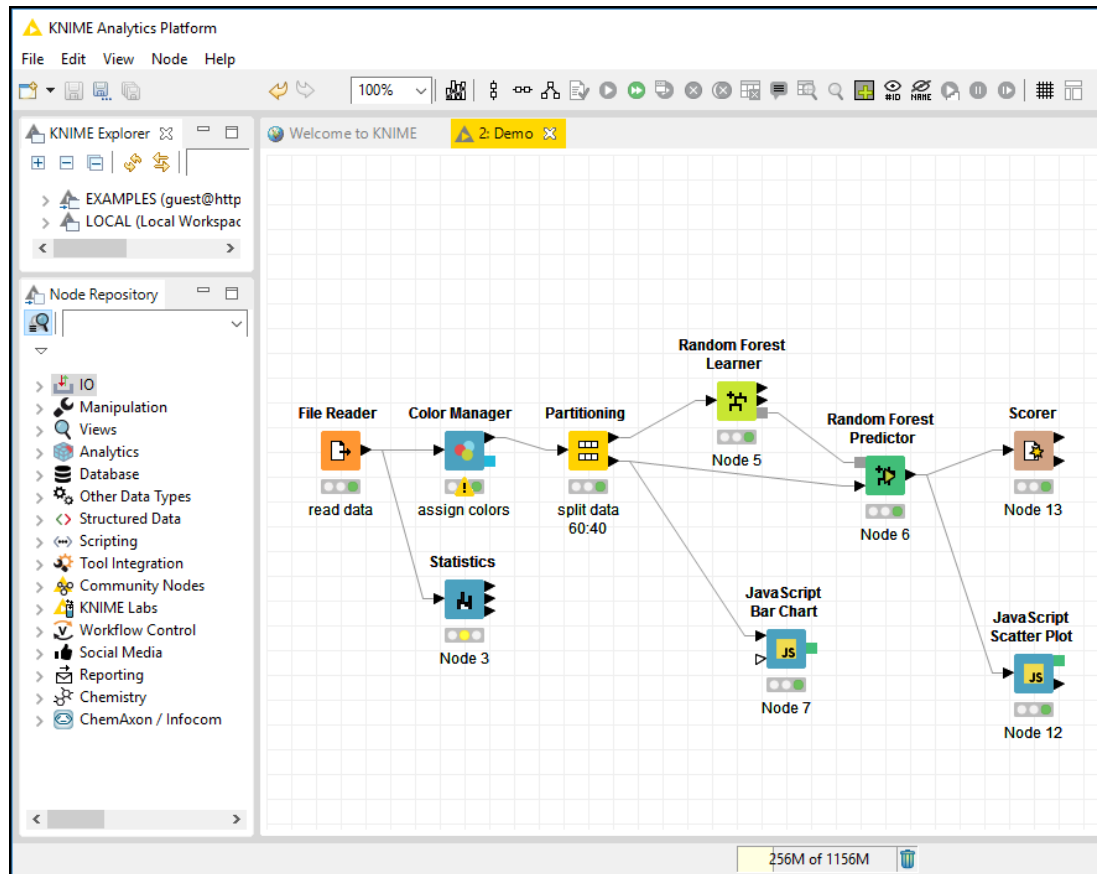 KNIME Analytics Platform
File Edit View Node Help
100%
#ID
NAME
KNIME Explorer
Welcome to KNIME
2: Demo
EXAMPLES (guest@http
LOCAL (Local Workspac
Node Repository
IO
Manipulation
Views
Analytics
Database
Other Data Types
Structured Data
Scripting
Tool Integration
Community Nodes
KNIME Labs
Workflow Control
Social Media
Reporting
Chemistry
ChemAxon / Infocom
File Reader
read data
Color Manager
assign colors
Partitioning
split data
60:40
Random Forest
Learner
Node 5
Random Forest
Predictor
Node 6
Scorer
Node 13
Statistics
Node 3
JavaScript
Bar Chart
JS
Node 7
JavaScript
Scatter Plot
JS
Node 12
256M of 1156M